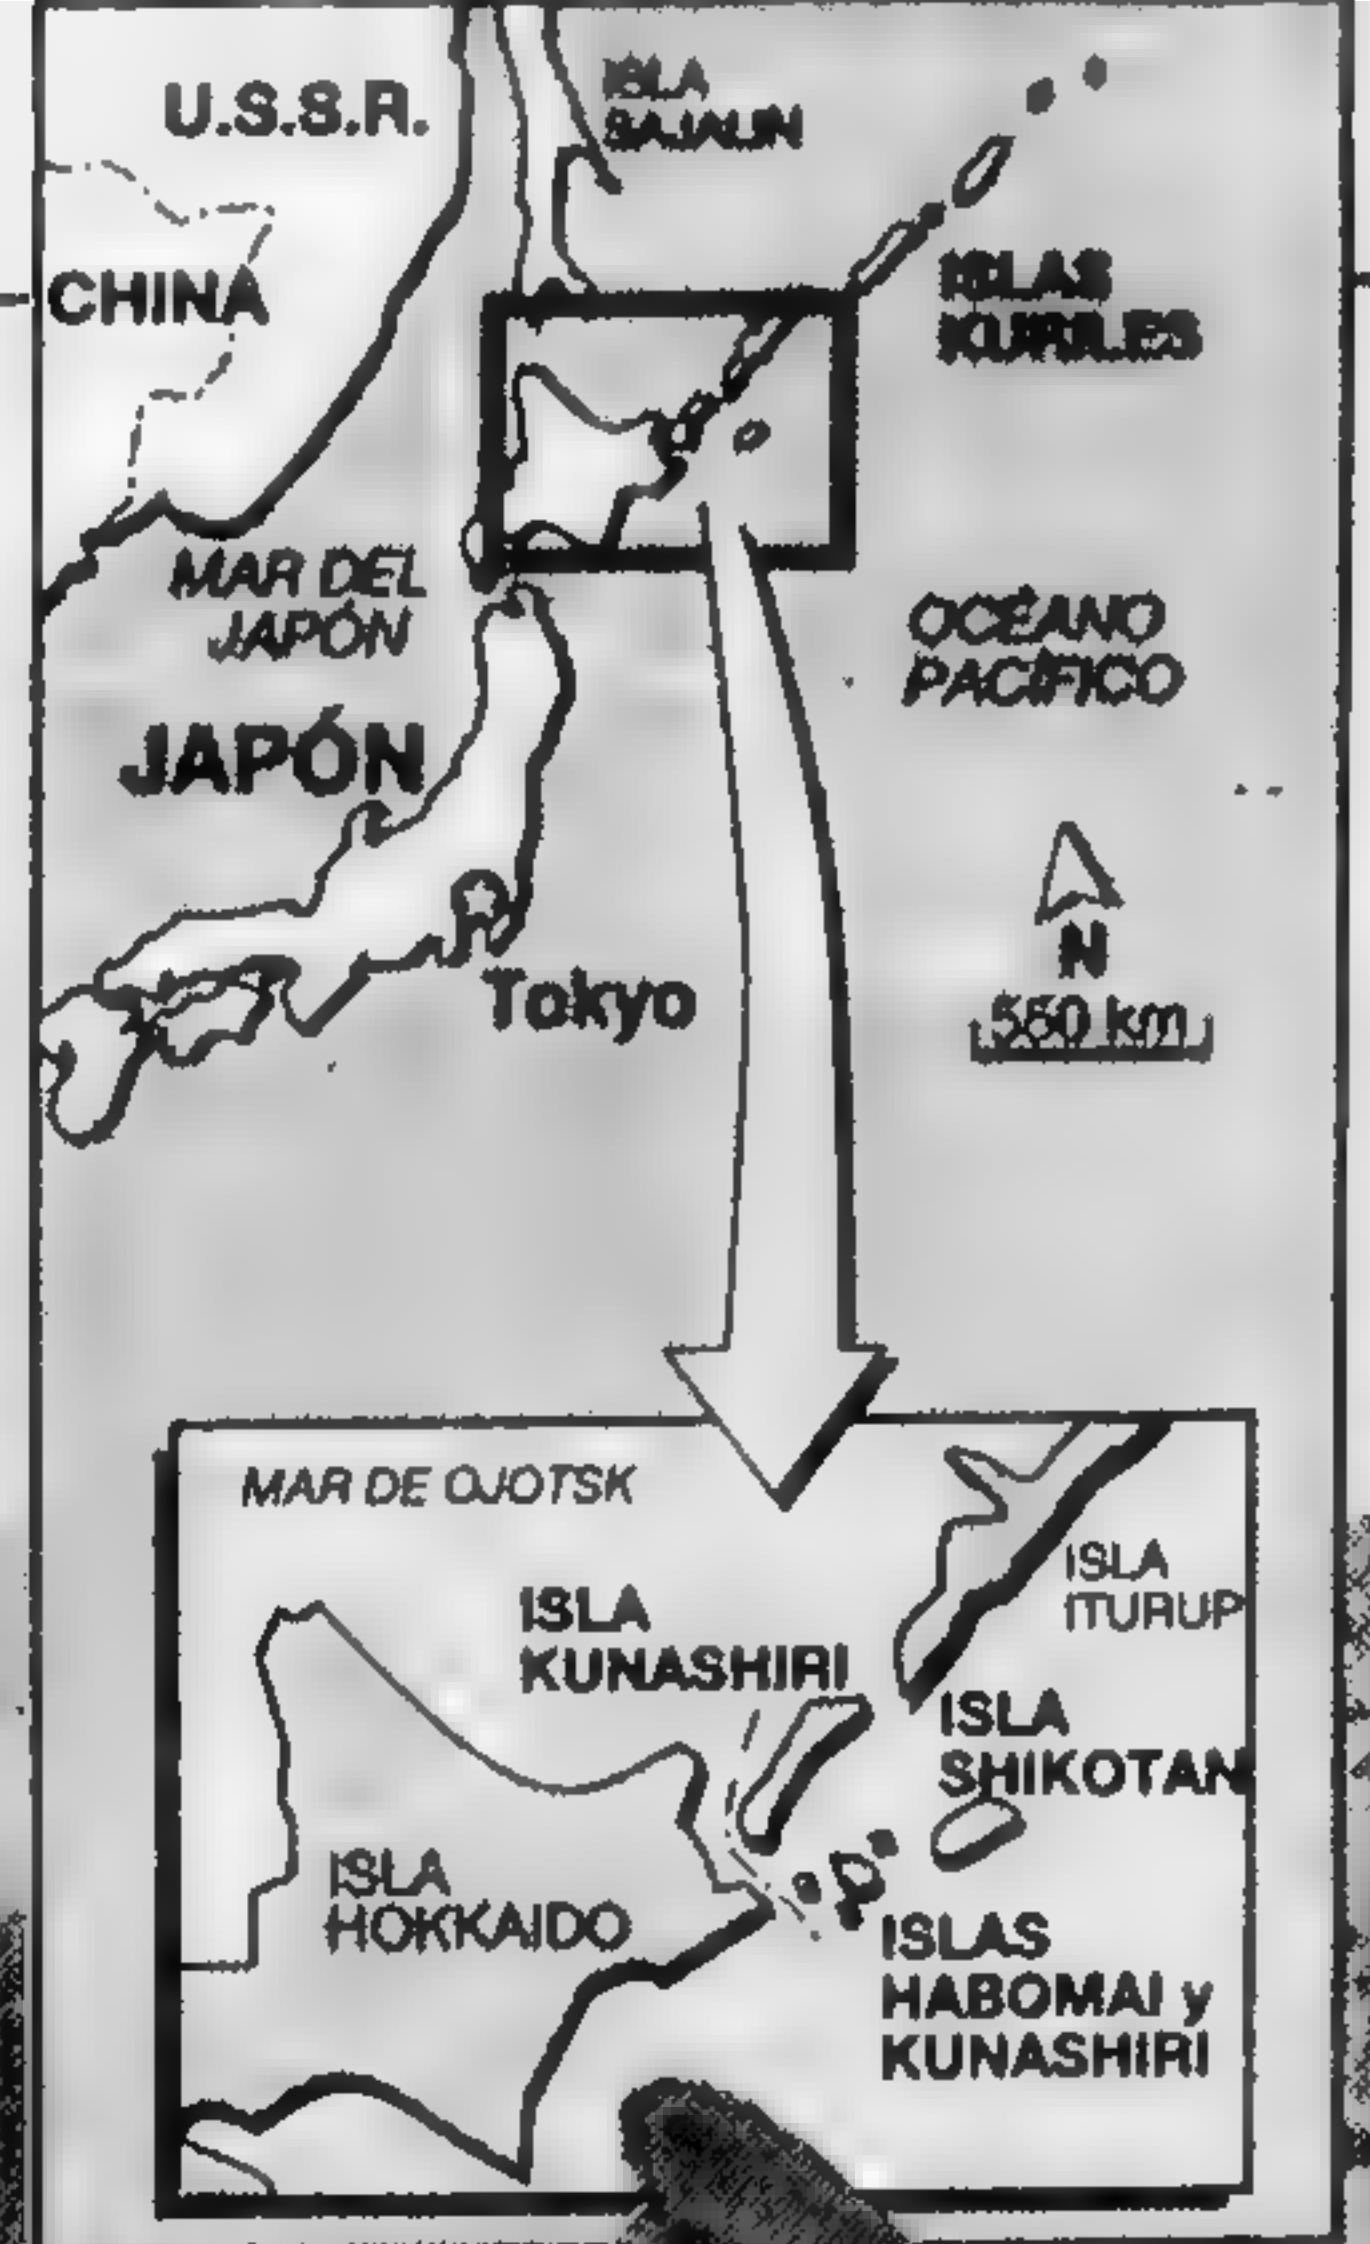 U.S.S.R.
ISLA
SAJALIN
CHINA
ISLAS
KURILES
MAR DEL
JAPÓN
OCÉANO
PACÍFICO
JAPÓN
N
550 km
Tokyo
MAR DE OJOTSK
ISLA
ITURUP
ISLA
KUNASHIRI
ISLA
SHIKOTAN
ISLA
HOKKAIDO
ISLAS
HABOMAI y
KUNASHIRI